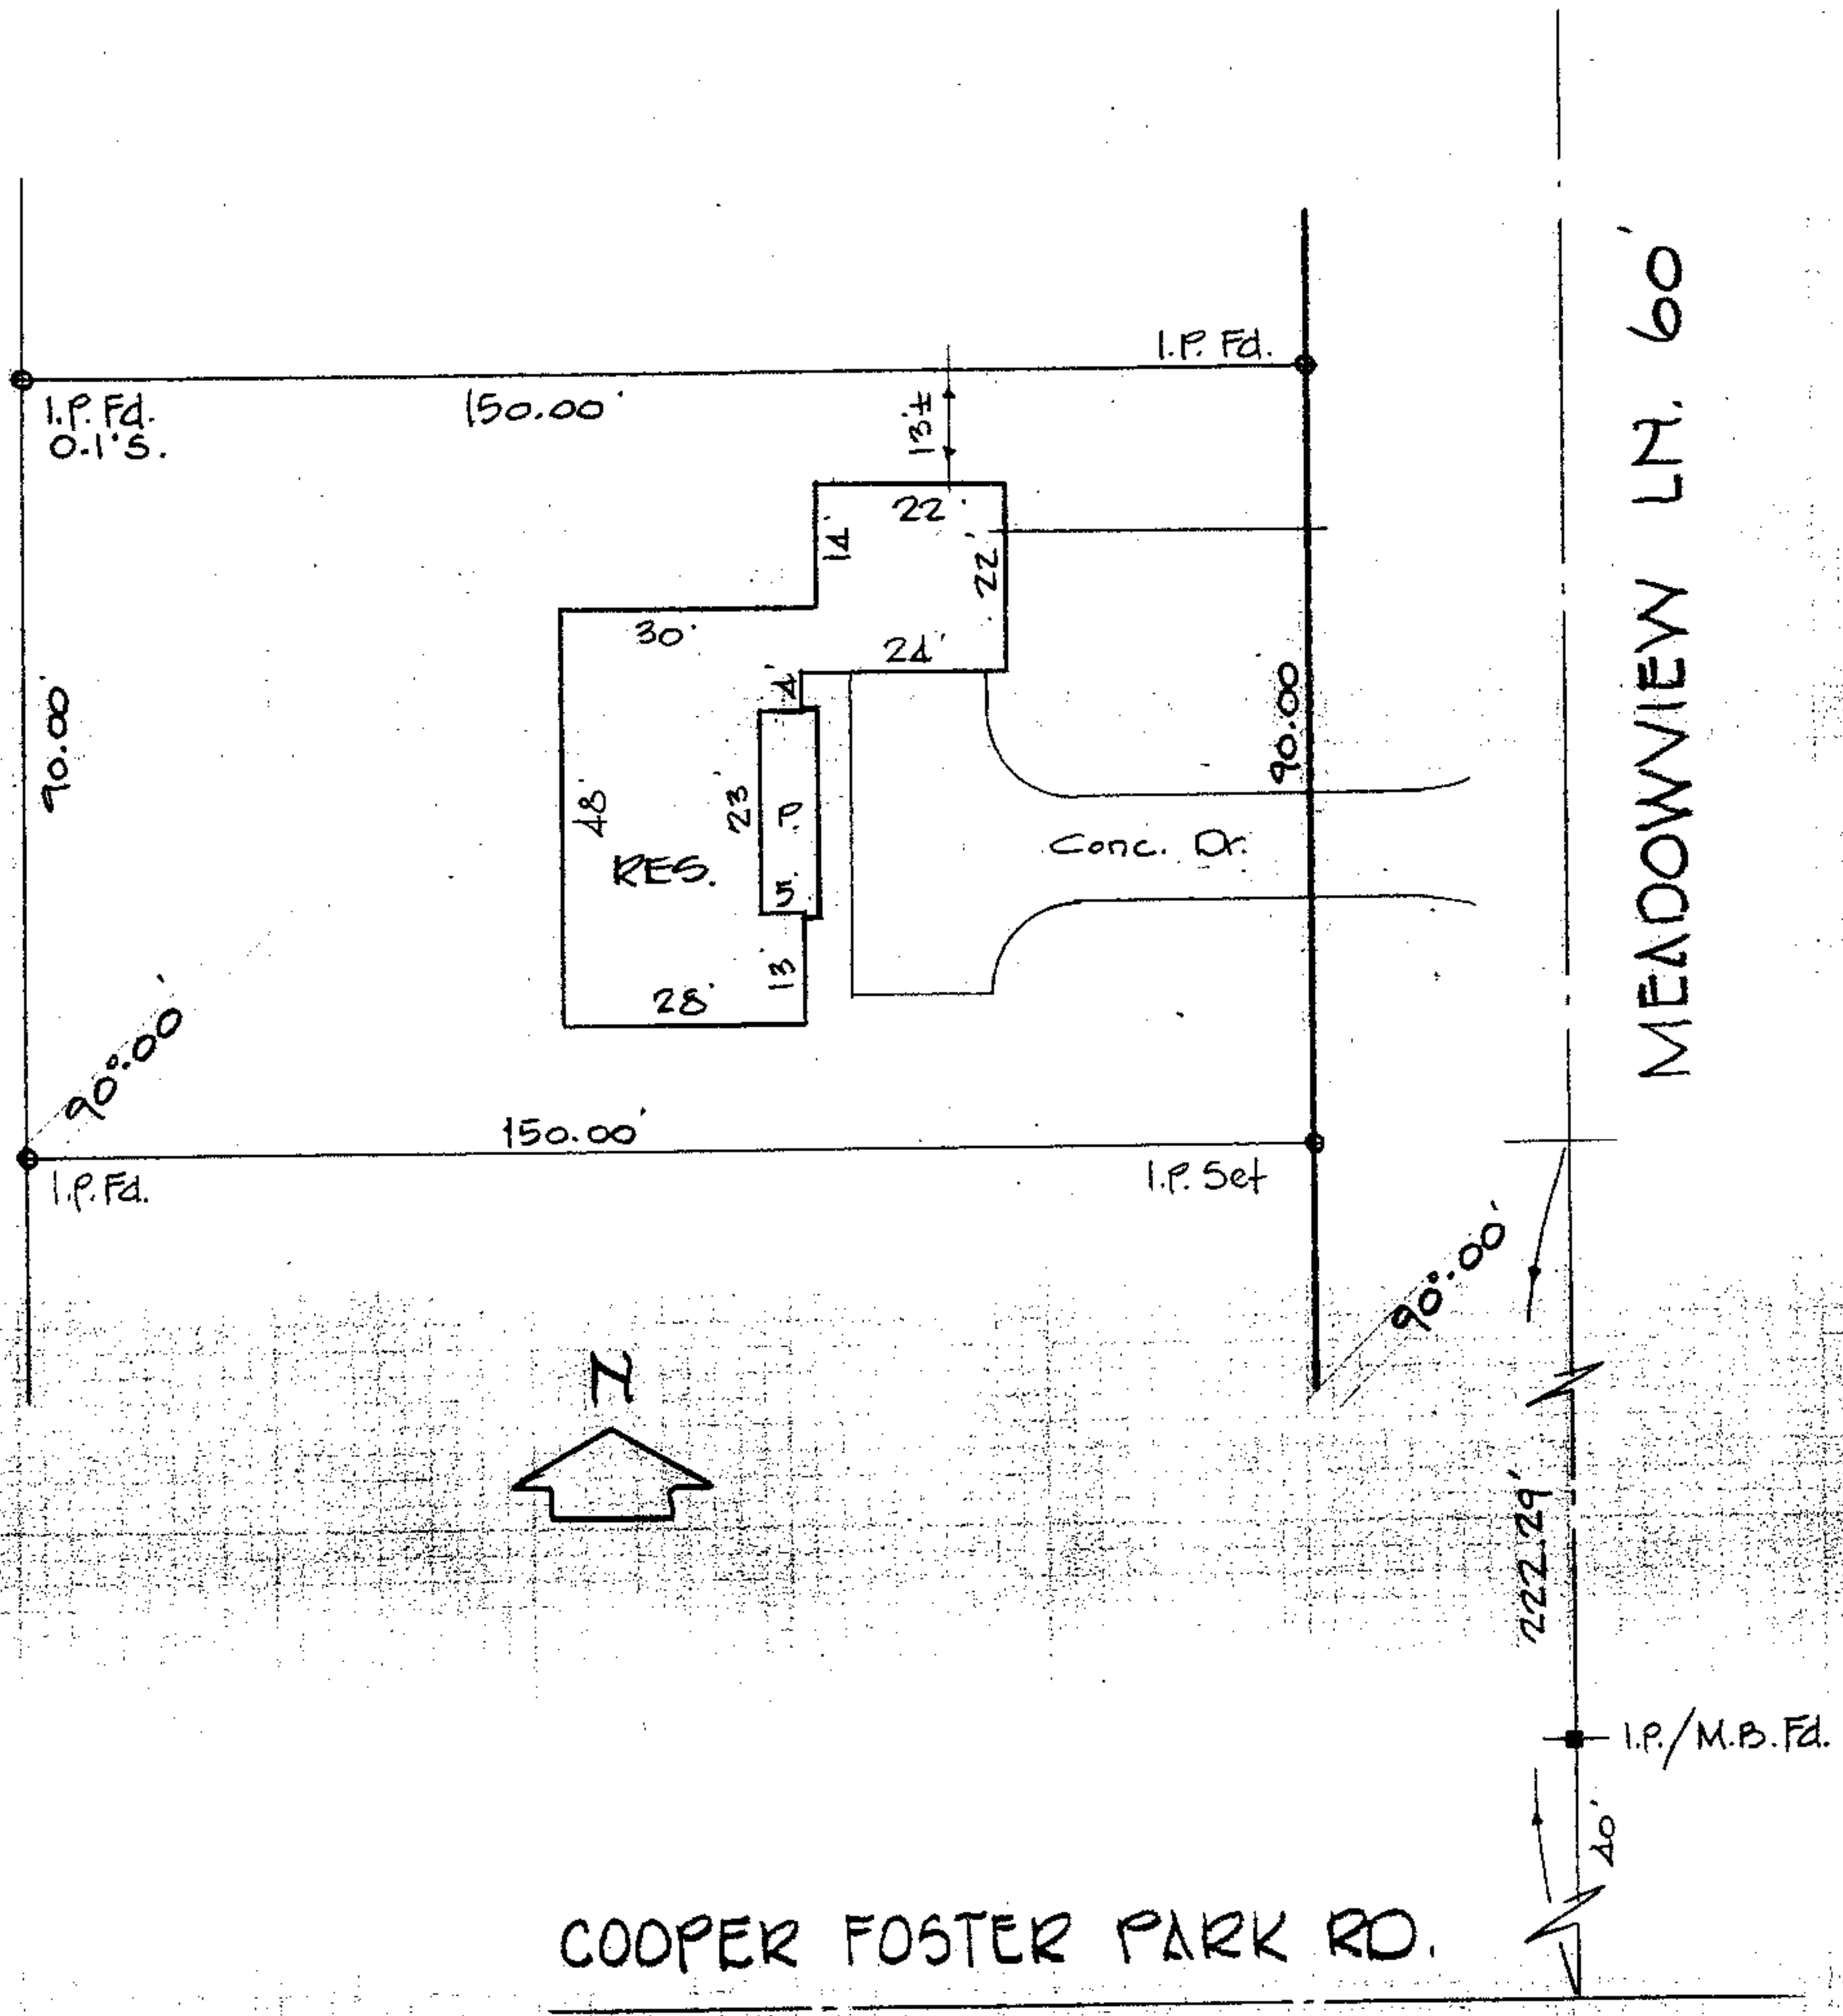 MEADOWVIEW LN. 60'
I.P. Fd.
I.P. Fd.
0.1'S.
150.00'
13'±
22'
14'
22'
30'
24'
4'
90.00'
90.00
48'
23'
P.
RES.
5'
Conc. Dr.
13'
28'
90°.00'
150.00'
I.P. Fd.
I.P. Set
90°.00'
N
222.29'
I.P./M.B. Fd.
40'
COOPER FOSTER PARK RD.